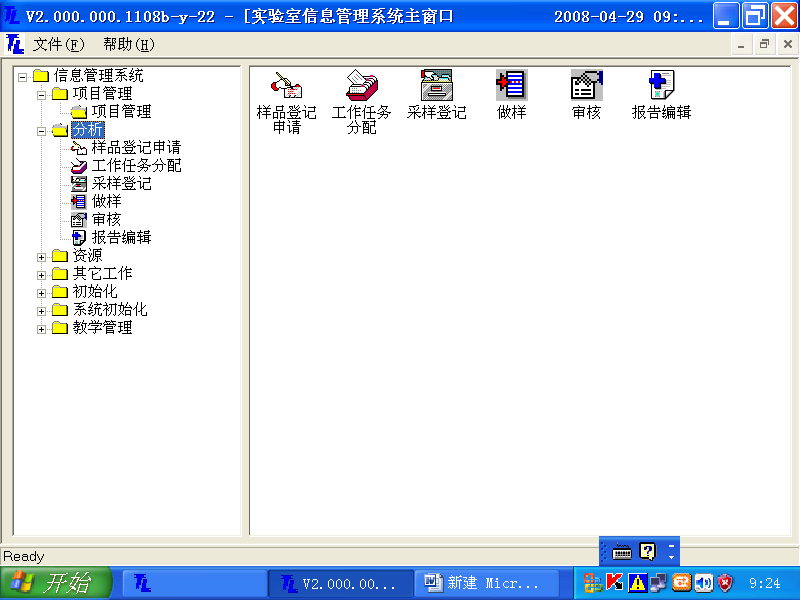 V2.000.000.1108b-y-22 - [实验室信息管理系统主窗口 2008-04-29 09:...
文件(F) 帮助(H)
信息管理系统
项目管理
项目管理
分析
样品登记申请
工作任务分配
采样登记
做样
审核
报告编辑
资源
其它工作
初始化
系统初始化
教学管理
样品登记
申请
工作任务
分配
采样登记
做样
审核
报告编辑
Ready
开始
V2.000.00...
新建 Micr...
9:24